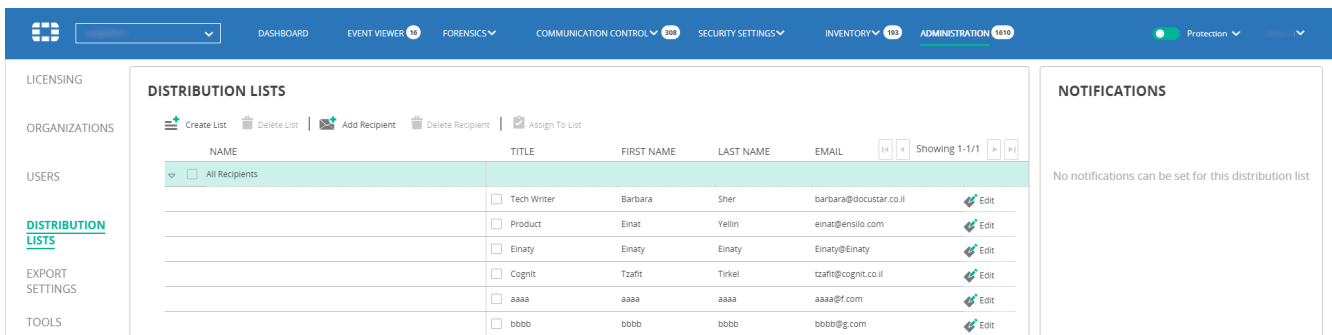 DASHBOARD EVENT VIEWER 16 FORENSICS COMMUNICATION CONTROL 308 SECURITY SETTINGS INVENTORY 193 ADMINISTRATION 1610 Protection
LICENSING
ORGANIZATIONS
USERS
DISTRIBUTION
LISTS
EXPORT
SETTINGS
TOOLS
DISTRIBUTION LISTS
Create List Delete List Add Recipient Delete Recipient Assign To List
NAME TITLE FIRST NAME LAST NAME EMAIL Showing 1-1/1
All Recipients
Tech Writer Barbara Sher barbara@docustar.co.il Edit
Product Einat Yellin einat@ensilo.com Edit
Einaty Einaty Einaty Einaty@Einaty Edit
CognIt Tzafit Tirkel tzafit@cognit.co.il Edit
aaaa aaaa aaaa aaaa@f.com Edit
bbbb bbbb bbbb bbbb@g.com Edit
NOTIFICATIONS
No notifications can be set for this distribution list